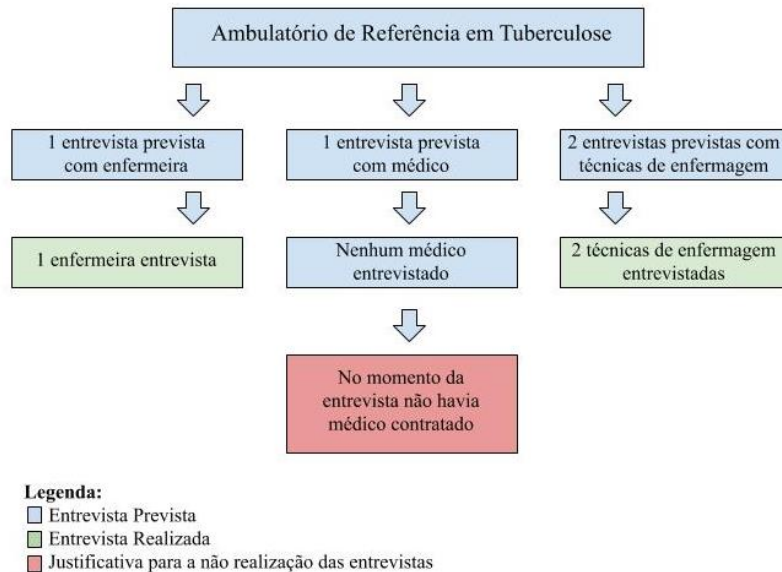 Ambulatório de Referência em Tuberculose
1 entrevista prevista
com enfermeira
1 entrevista prevista
com médico
2 entrevistas previstas com
técnicas de enfermagem
1 enfermeira entrevista
Nenhum médico
entrevistado
2 técnicas de enfermagem
entrevistadas
No momento da
entrevista não havia
médico contratado
Legenda:
Entrevista Prevista
Entrevista Realizada
Justificativa para a não realização das entrevistas